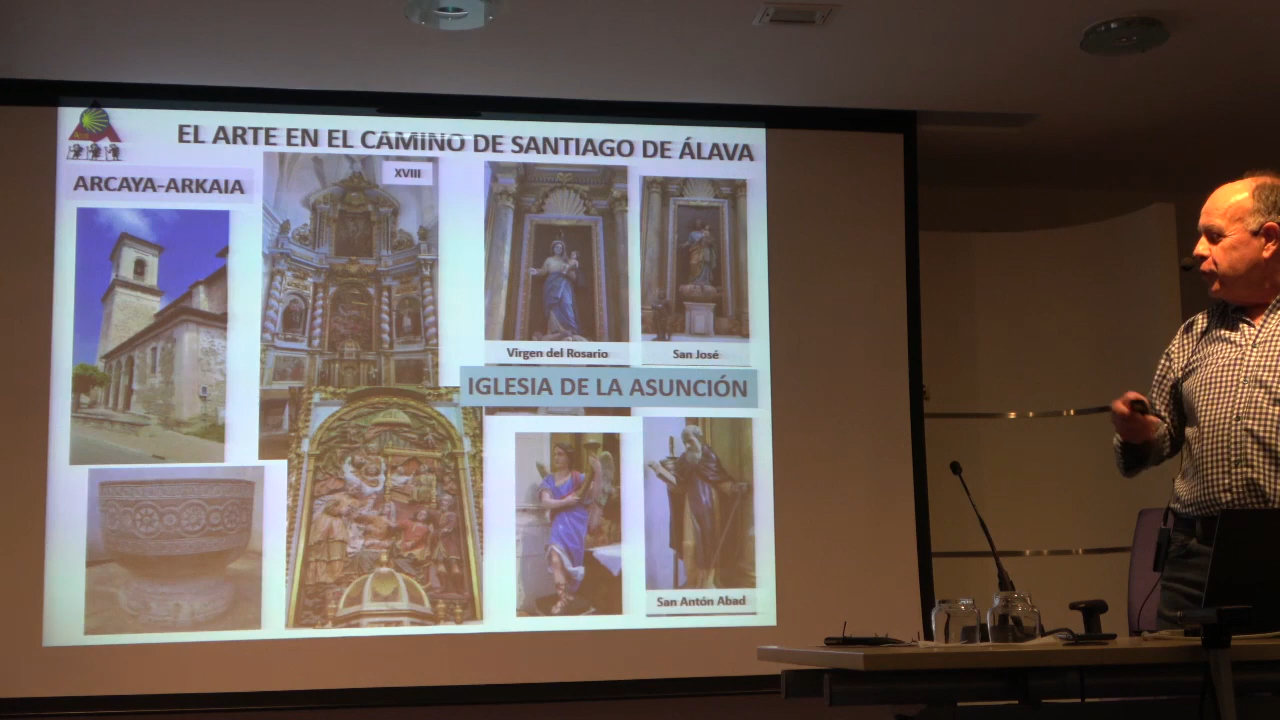 EL ARTE EN EL CAMINO DE SANTIAGO DE ÁLAVA
ARCAYA-ARKAIA
XVIII
Virgen del Rosario
San José
IGLESIA DE LA ASUNCIÓN
San Antón Abad